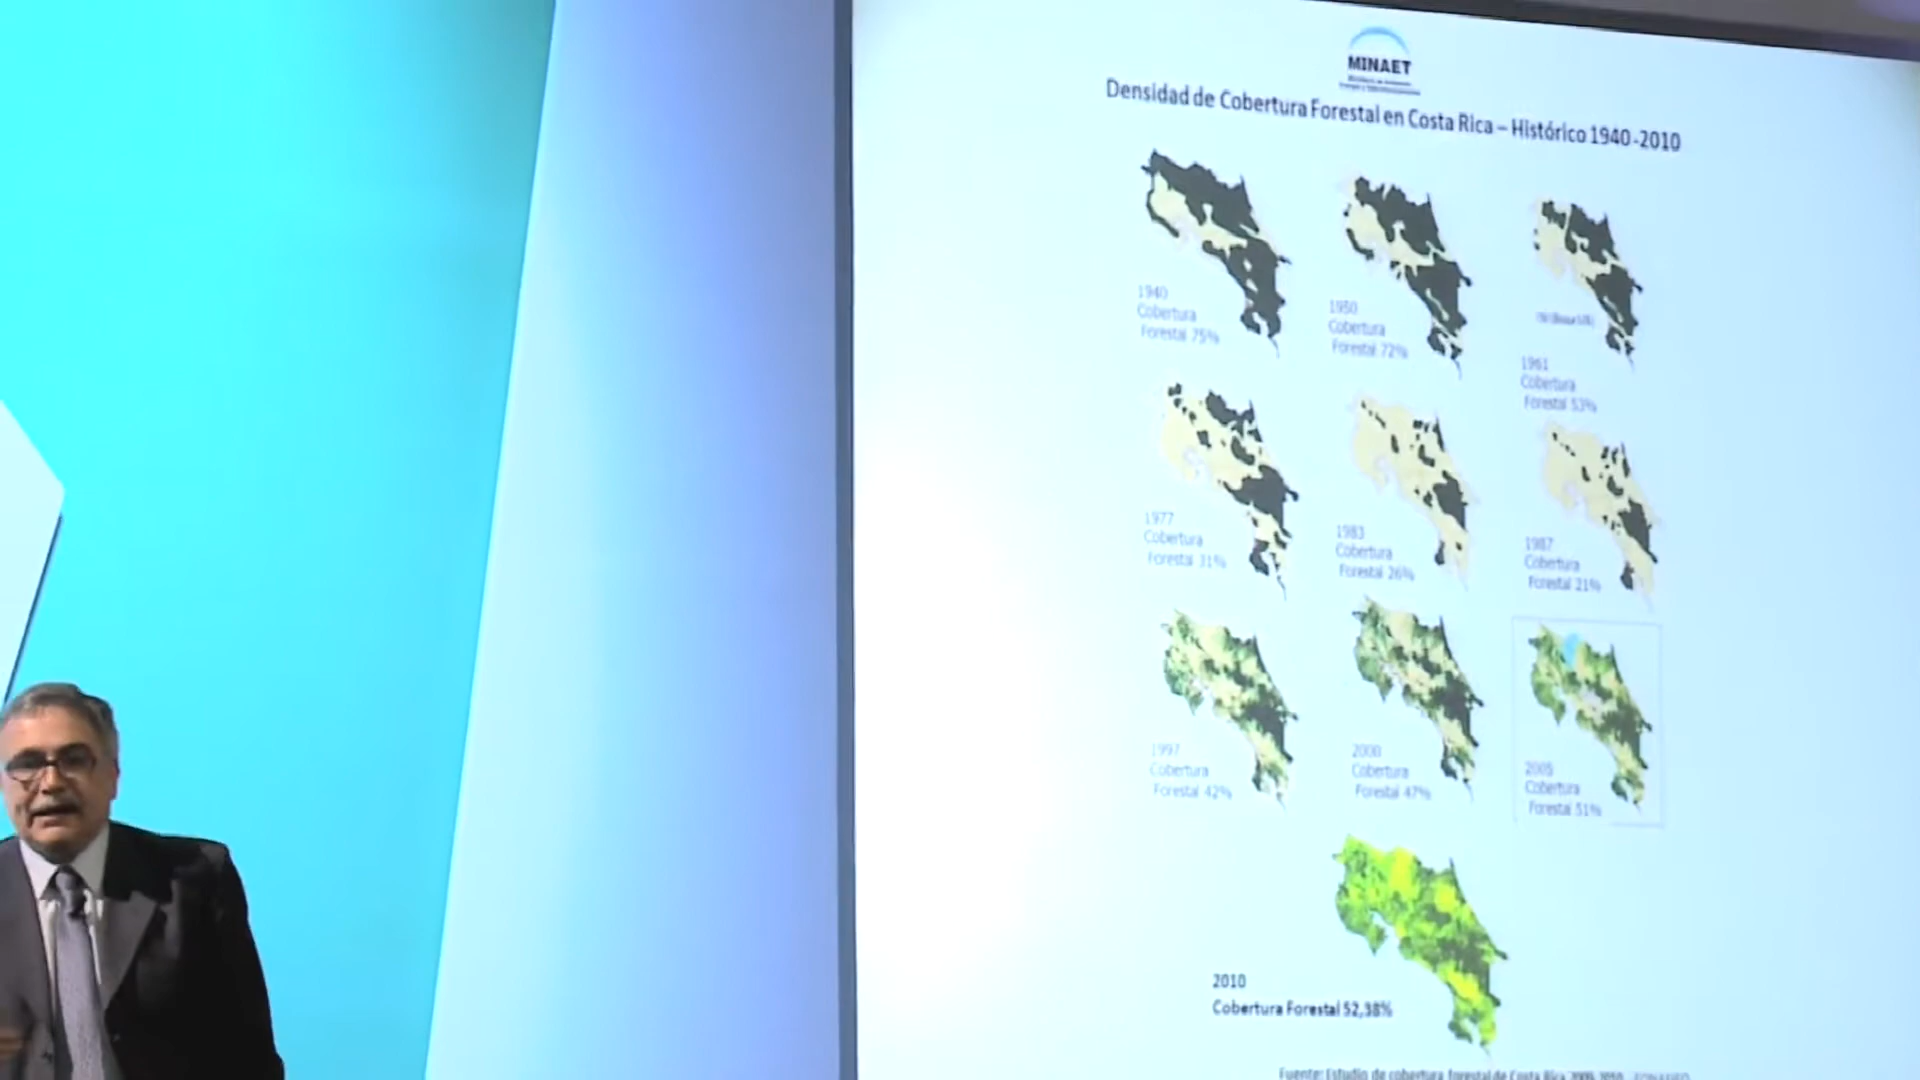 MINAET
Densidad de Cobertura Forestal en Costa Rica – Histórico 1940-2010
1940
Cobertura
Forestal 75%
1950
Cobertura
Forestal 72%
1961
Cobertura
Forestal 53%
1977
Cobertura
Forestal 31%
1983
Cobertura
Forestal 26%
1987
Cobertura
Forestal 21%
1997
Cobertura
Forestal 42%
2000
Cobertura
Forestal 47%
2005
Cobertura
Forestal 51%
2010
Cobertura Forestal 52,38%
Fuente: Estudio de cobertura forestal de Costa Rica